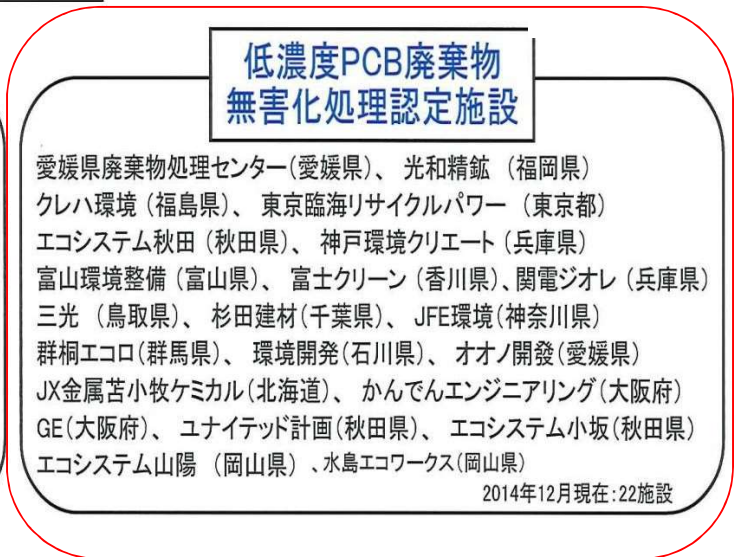 低濃度PCB廃棄物
無害化処理認定施設
愛媛県廃棄物処理センター(愛媛県)、 光和精鉱 (福岡県)
クレハ環境 (福島県)、 東京臨海リサイクルパワー (東京都)
エコシステム秋田 (秋田県)、 神戸環境クリエート (兵庫県)
富山環境整備 (富山県)、 富士クリーン (香川県)、関電ジオレ (兵庫県)
三光 (鳥取県)、 杉田建材(千葉県)、 JFE環境(神奈川県)
群桐エコロ(群馬県)、 環境開発(石川県)、 オオノ開發(愛媛県)
JX金属苫小牧ケミカル(北海道)、 かんでんエンジニアリング(大阪府)
GE(大阪府)、 ユナイテッド計画(秋田県)、 エコシステム小坂(秋田県)
エコシステム山陽 (岡山県) 、水島エコワークス(岡山県)
2014年12月現在:22施設